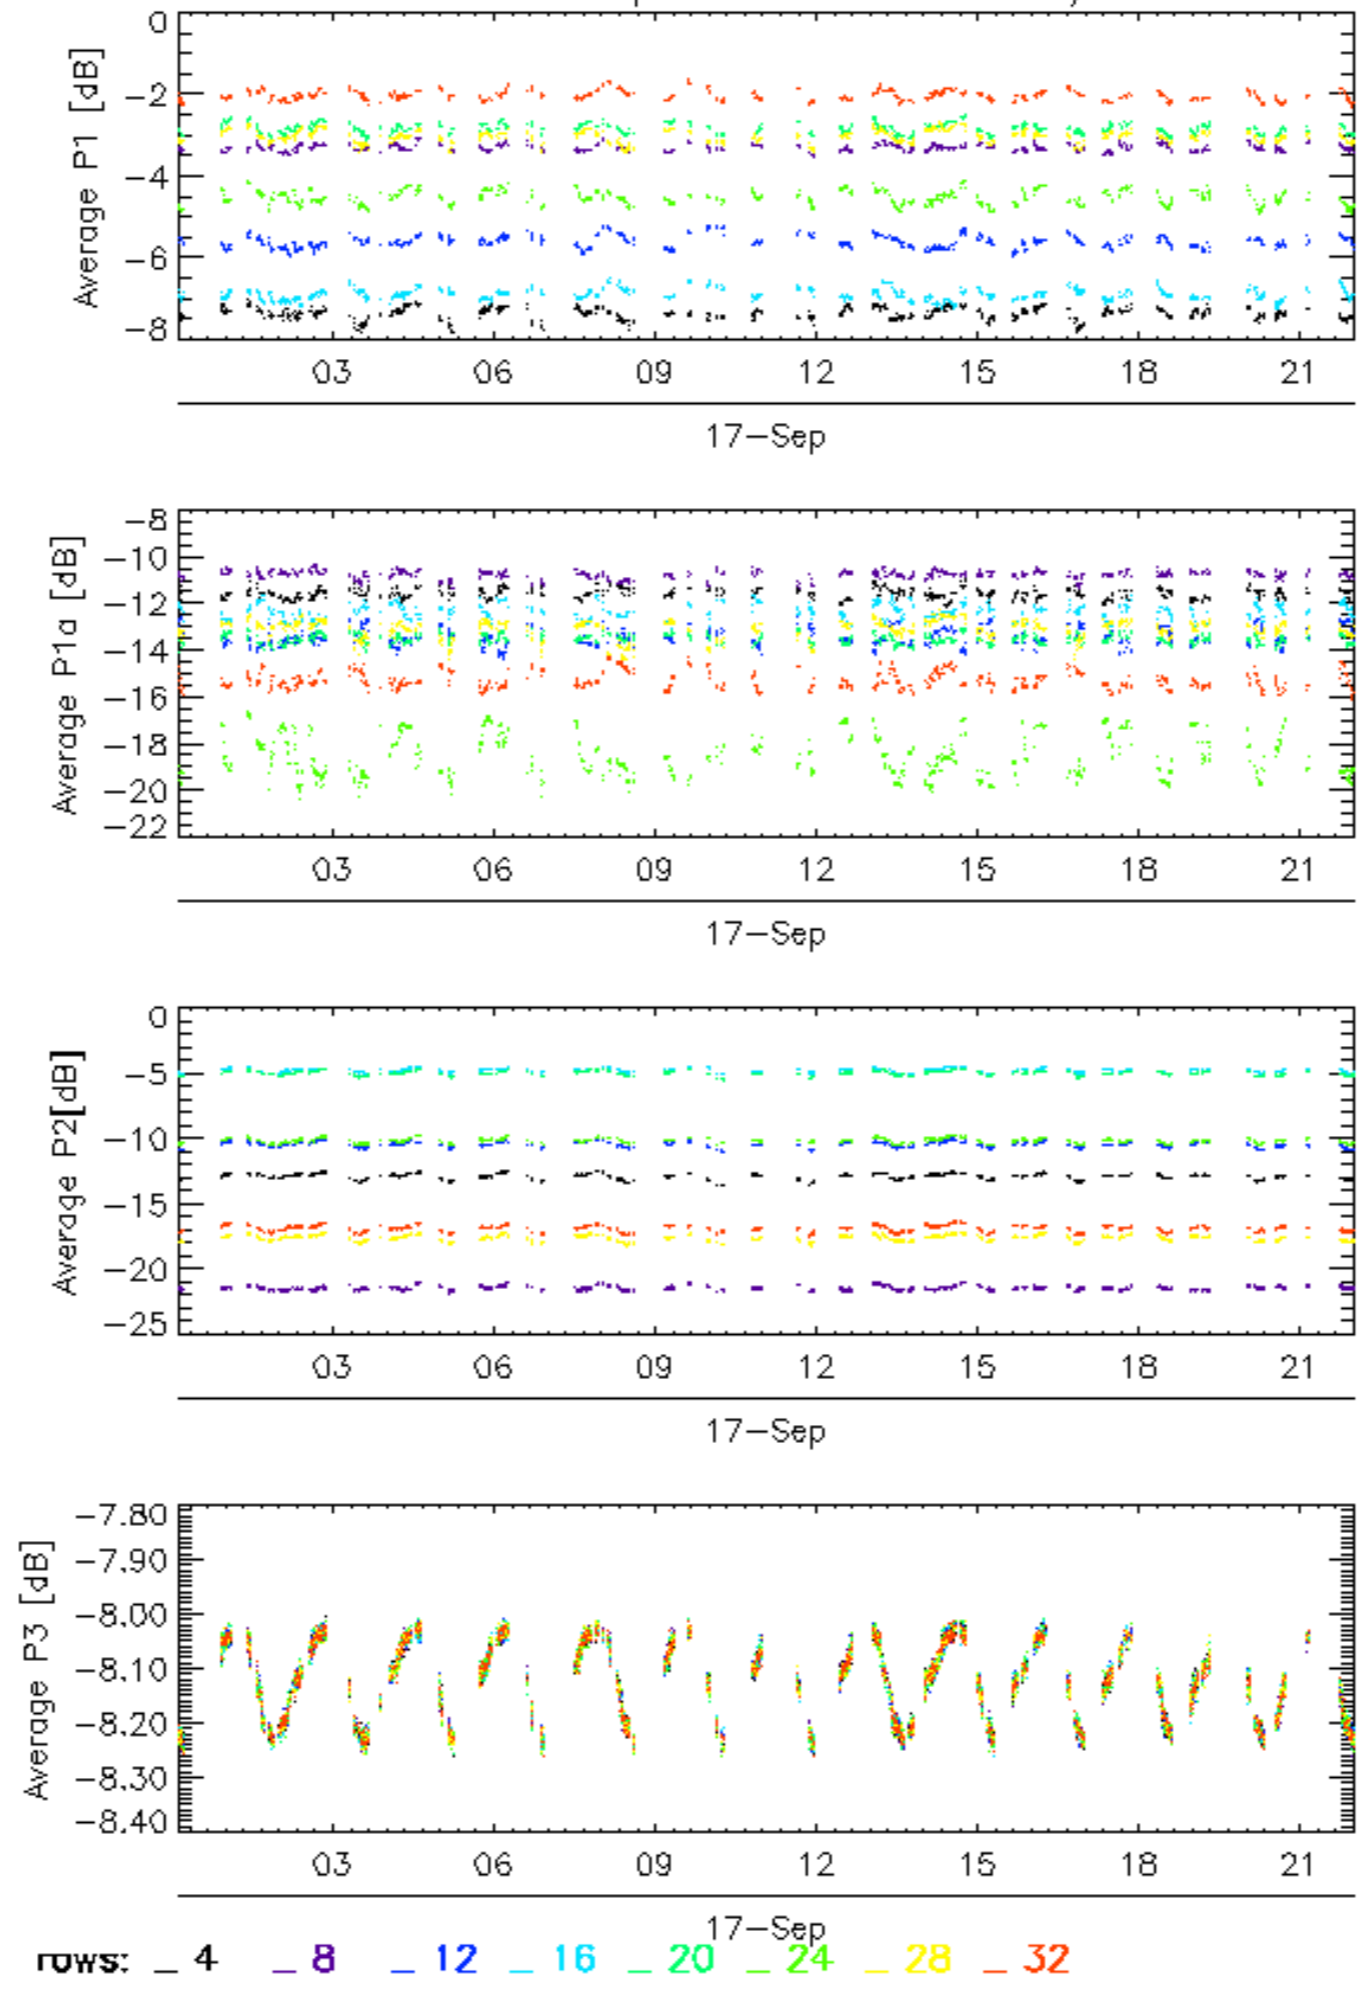 0
−2
−4
−6
−8
Average P1 [dB]
03 06 09 12 15 18 21
17−Sep
−8
−10
−12
−14
−16
−18
−20
−22
Average P1a [dB]
03 06 09 12 15 18 21
17−Sep
0
−5
−10
−15
−20
−25
Average P2[dB]
03 06 09 12 15 18 21
17−Sep
−7.80
−7.90
−8.00
−8.10
−8.20
−8.30
−8.40
Average P3 [dB]
03 06 09 12 15 18 21
17−Sep
rows: _ 4 _ 8 _ 12 _ 16 _ 20 _ 24 _ 28 _ 32